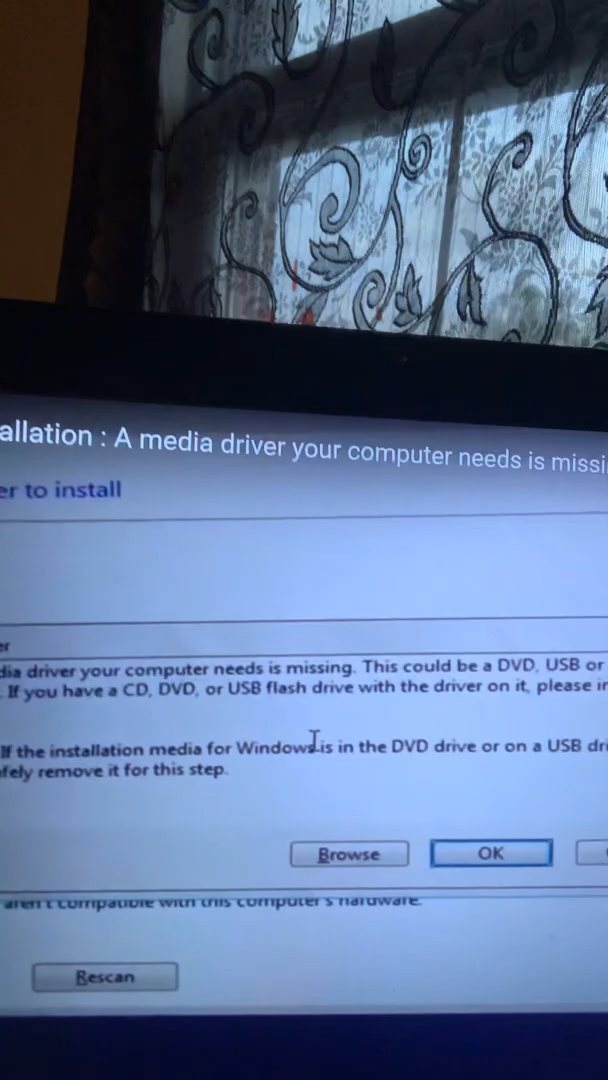 allation : A media driver your computer needs is missi
er to install
er
dia driver your computer needs is missing. This could be a DVD, USB or
. If you have a CD, DVD, or USB flash drive with the driver on it, please in
If the installation media for Windows is in the DVD drive or on a USB dri
afely remove it for this step.
Browse
OK
aren't compatible with this computer's hardware.
Rescan